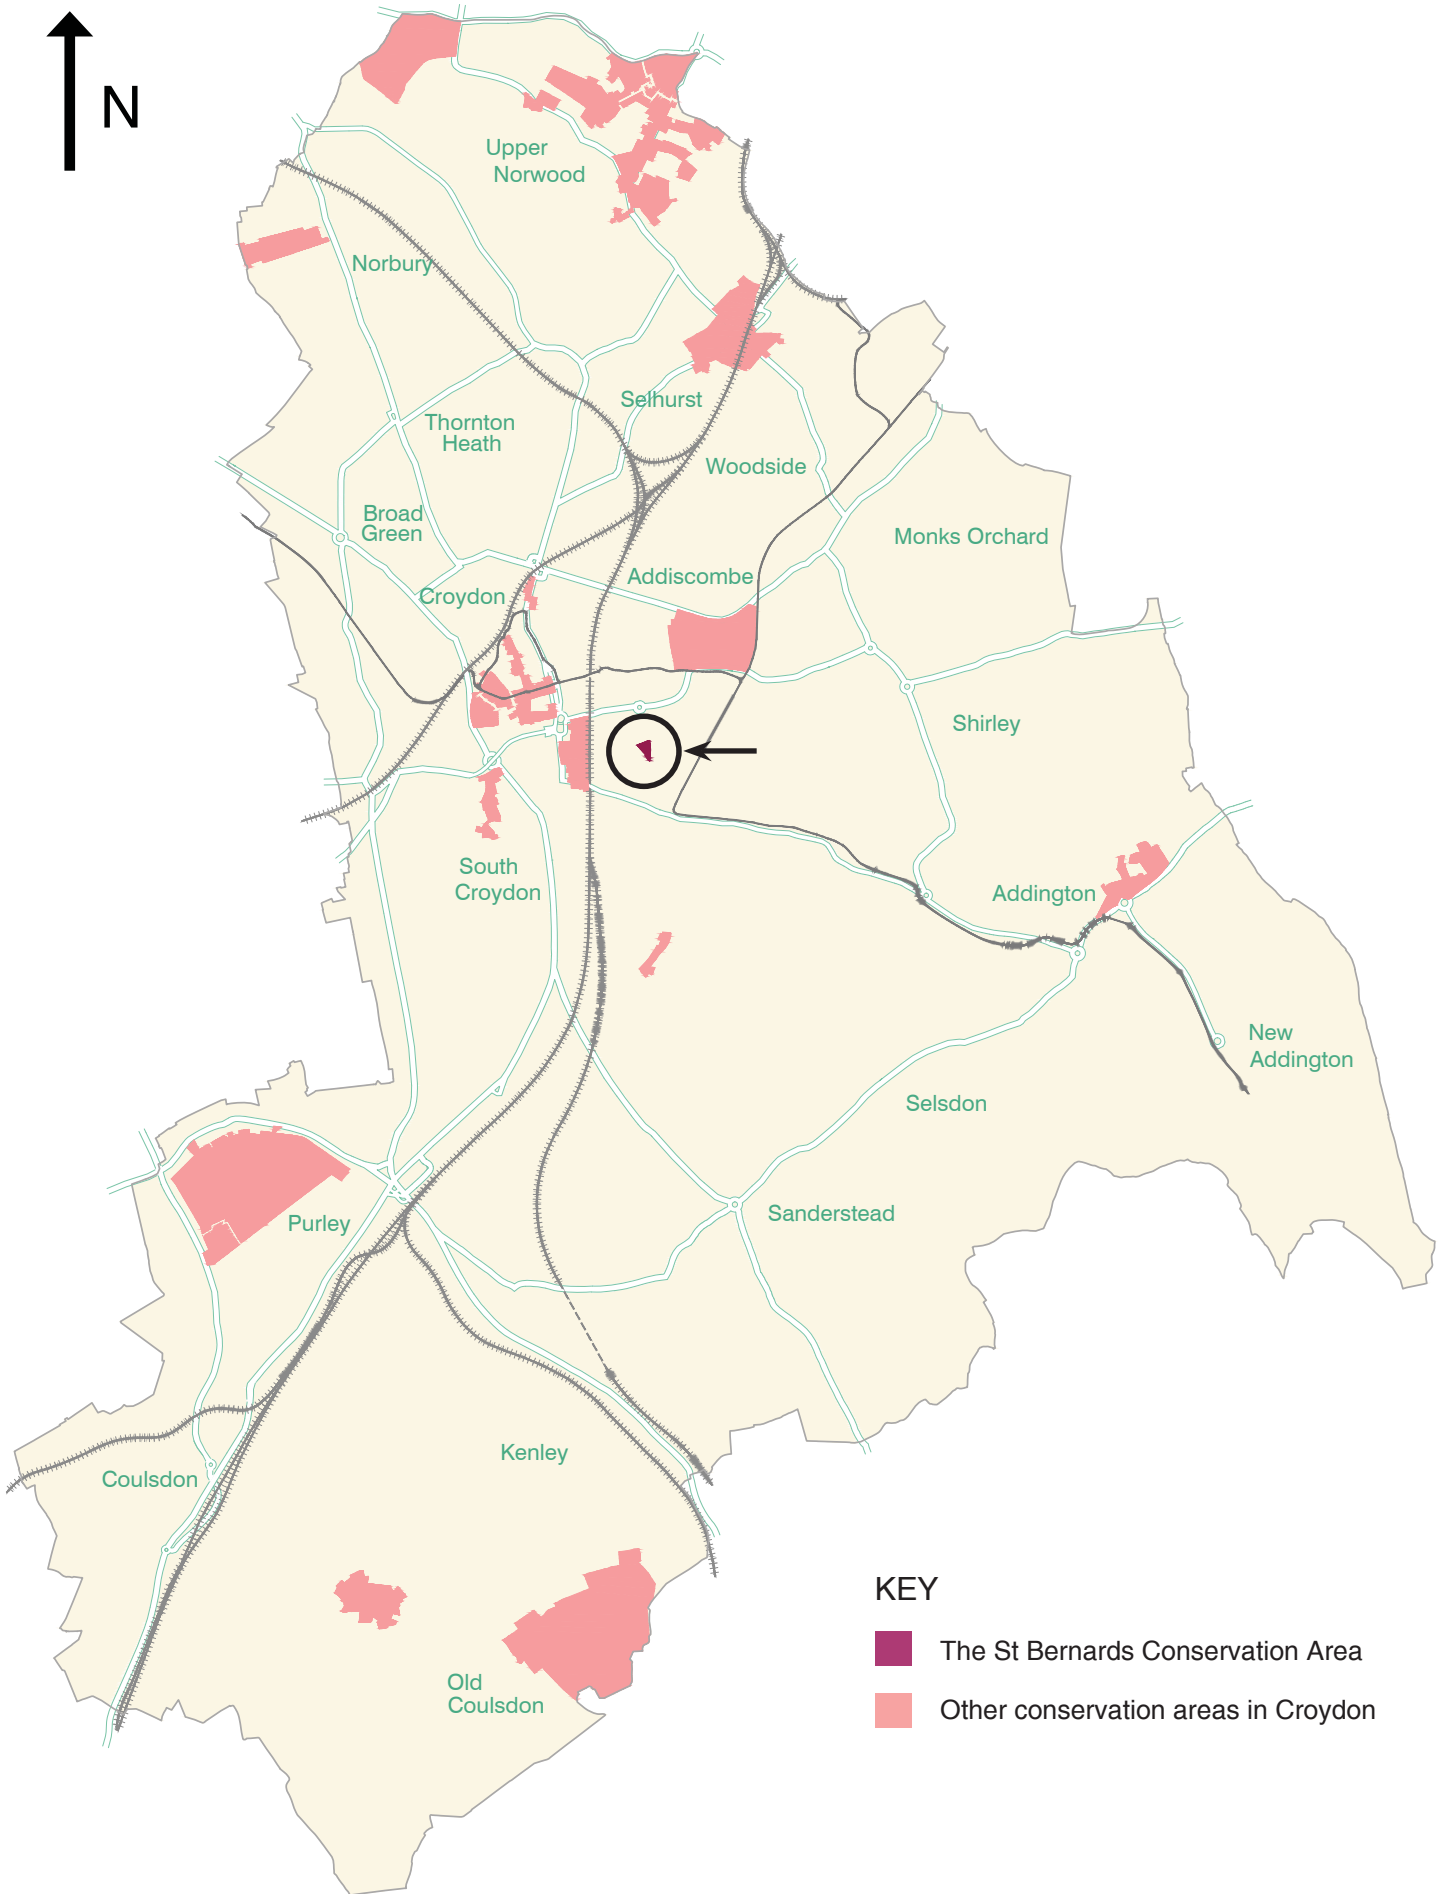 N
Upper
Norwood
Norbury
Selhurst
Thornton
Heath
Woodside
Broad
Green
Monks Orchard
Addiscombe
Croydon
Shirley
South
Croydon
Addington
New
Addington
Selsdon
Sanderstead
Purley
Kenley
Coulsdon
Old
Coulsdon
KEY
The St Bernards Conservation Area
Other conservation areas in Croydon